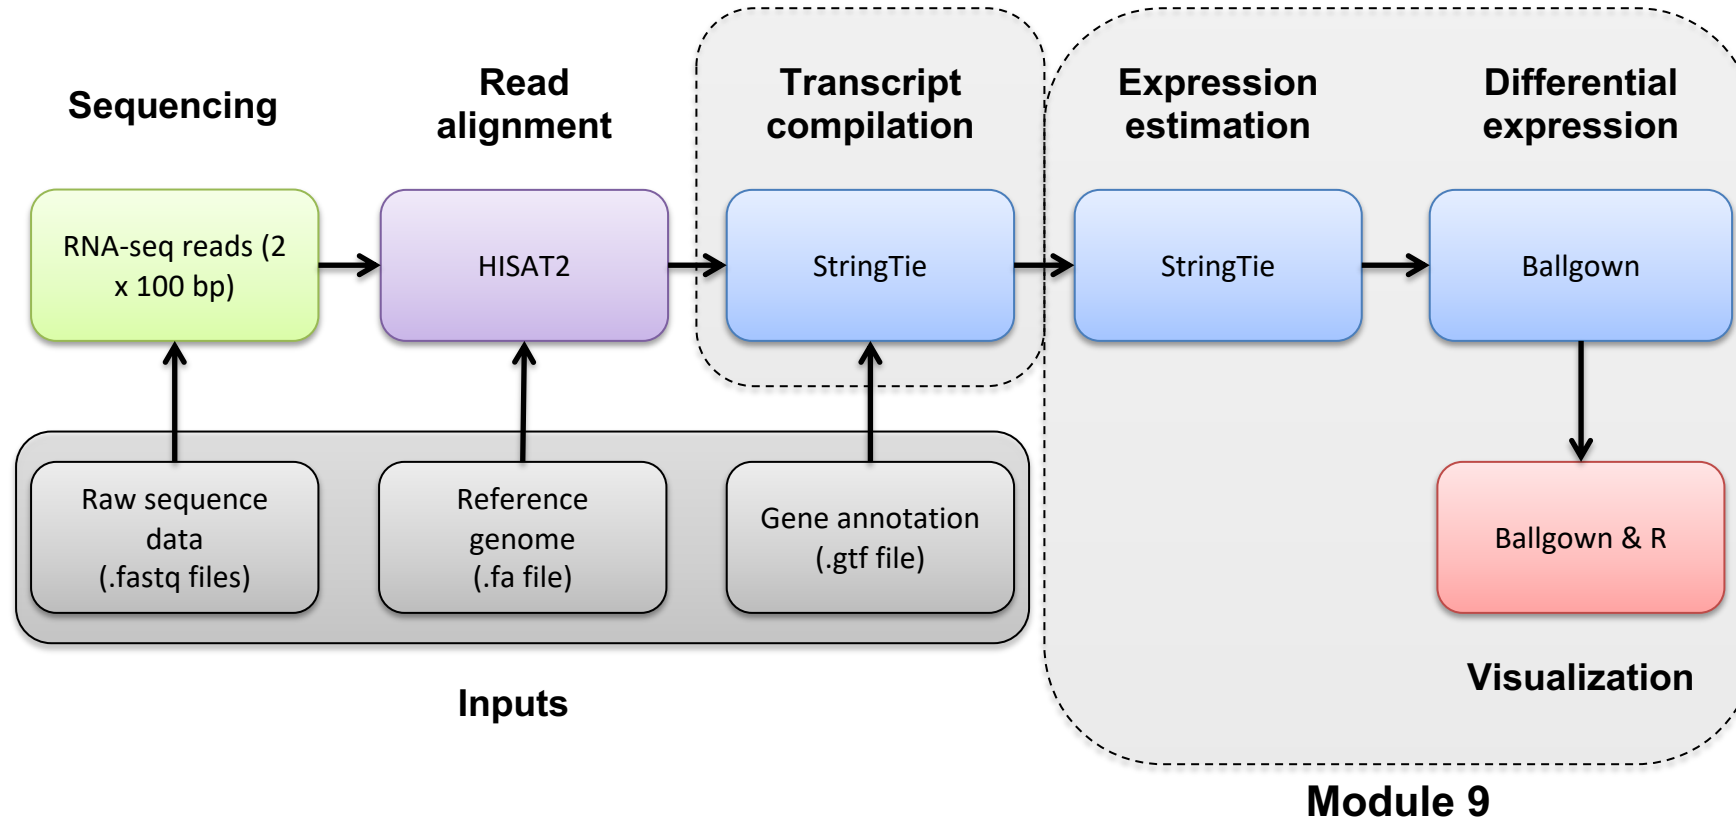 Sequencing
Read
alignment
Transcript
compilation
Expression
estimation
Differential
expression
RNA-seq reads (2
x 100 bp)
HISAT2
StringTie
StringTie
Ballgown
Raw sequence
data
(.fastq files)
Reference
genome
(.fa file)
Gene annotation
(.gtf file)
Ballgown & R
Inputs
Visualization
Module 9